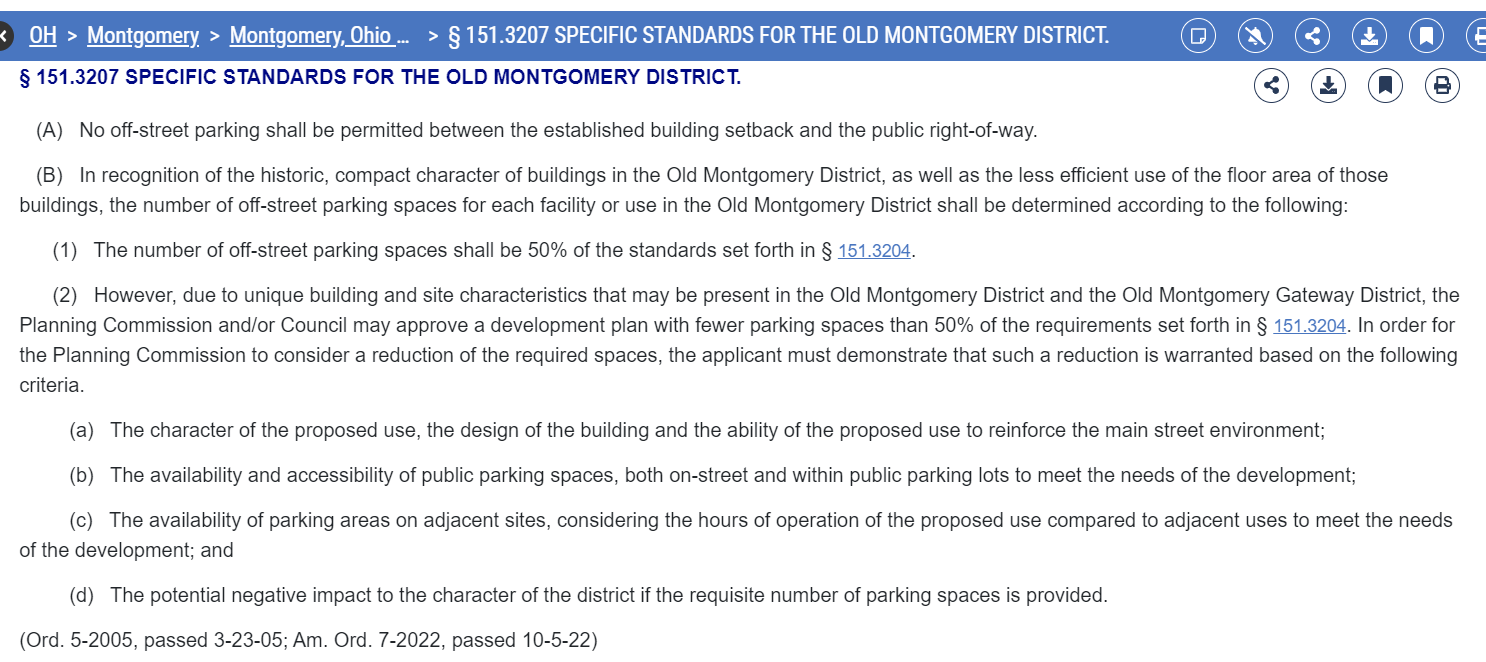 OH > Montgomery > Montgomery, Ohio ... > § 151.3207 SPECIFIC STANDARDS FOR THE OLD MONTGOMERY DISTRICT.
§ 151.3207 SPECIFIC STANDARDS FOR THE OLD MONTGOMERY DISTRICT.
(A) No off-street parking shall be permitted between the established building setback and the public right-of-way.
(B) In recognition of the historic, compact character of buildings in the Old Montgomery District, as well as the less efficient use of the floor area of those
buildings, the number of off-street parking spaces for each facility or use in the Old Montgomery District shall be determined according to the following:
(1) The number of off-street parking spaces shall be 50% of the standards set forth in § 151.3204.
(2) However, due to unique building and site characteristics that may be present in the Old Montgomery District and the Old Montgomery Gateway District, the
Planning Commission and/or Council may approve a development plan with fewer parking spaces than 50% of the requirements set forth in § 151.3204. In order for
the Planning Commission to consider a reduction of the required spaces, the applicant must demonstrate that such a reduction is warranted based on the following
criteria.
(a) The character of the proposed use, the design of the building and the ability of the proposed use to reinforce the main street environment;
(b) The availability and accessibility of public parking spaces, both on-street and within public parking lots to meet the needs of the development;
(c) The availability of parking areas on adjacent sites, considering the hours of operation of the proposed use compared to adjacent uses to meet the needs
of the development; and
(d) The potential negative impact to the character of the district if the requisite number of parking spaces is provided.
(Ord. 5-2005, passed 3-23-05; Am. Ord. 7-2022, passed 10-5-22)